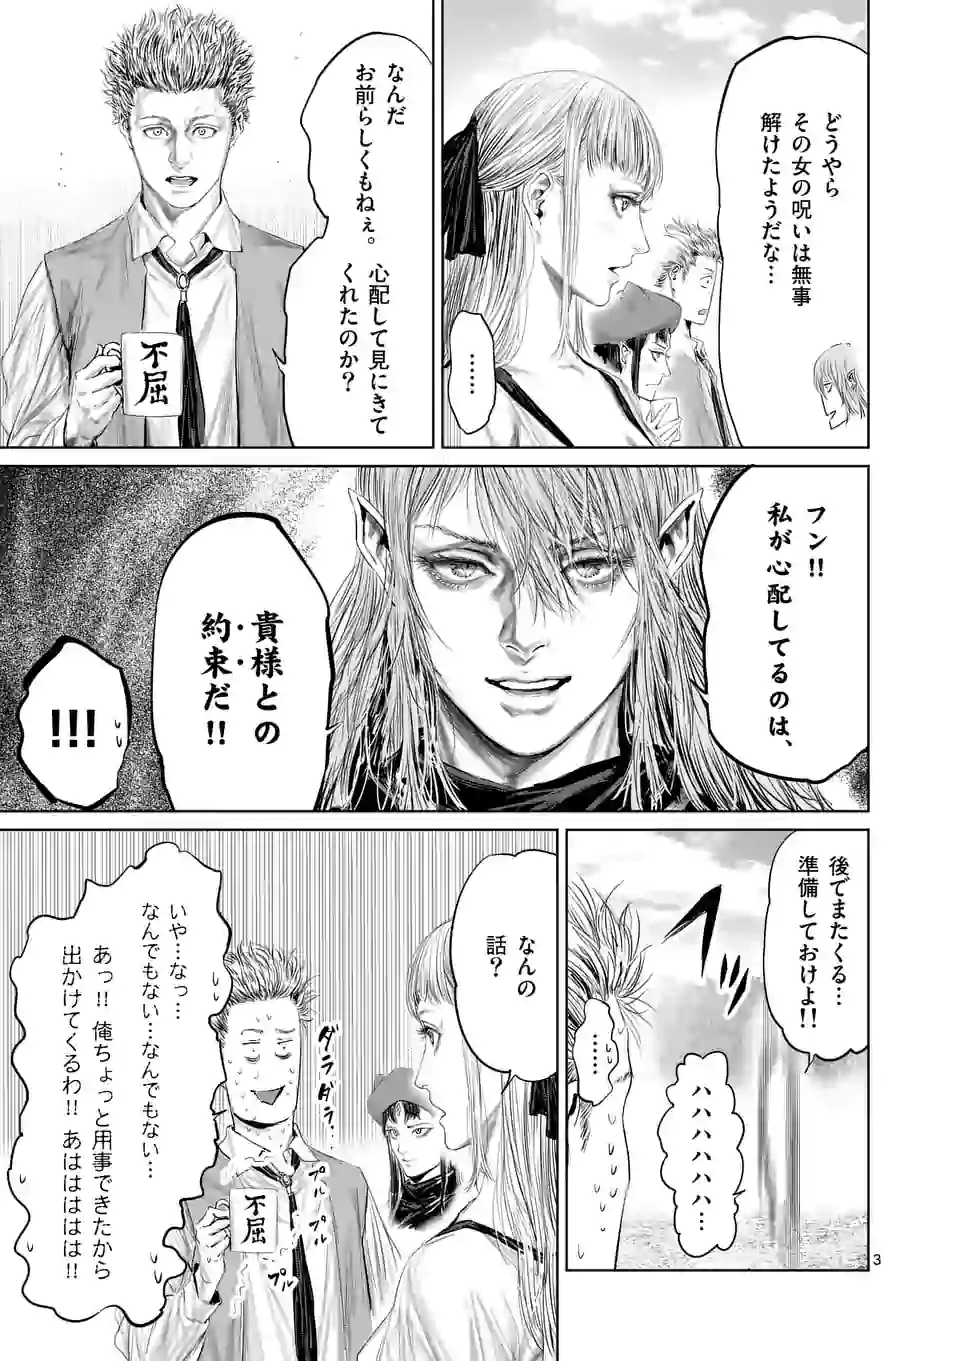 どうやら
その女の呪いは無事
解けたようだな…
……
なんだ
お前らしくもねぇ。
心配して見にきて
くれたのか？
不屈
フン!!
私が心配してるのは、
貴様との
約束だ!!
!!!
後でまたくる…
準備しておけよ!!
……
ハハハハハハ…
なんの
話？
ダラダラ…
プルプル
プルプル
いや…なっ…
なんでもない…なんでもない…
あっ!! 俺ちょっと用事できたから
出かけてくるわ!! あはははは!!
不屈
3